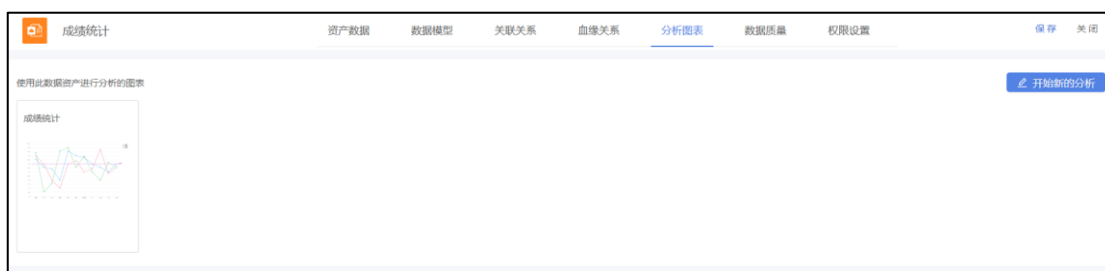 成绩统计 资产数据 数据模型 关联关系 血缘关系 分析图表 数据质量 权限设置 保存 关闭
使用此数据资产进行分析的图表 开始新的分析
成绩统计